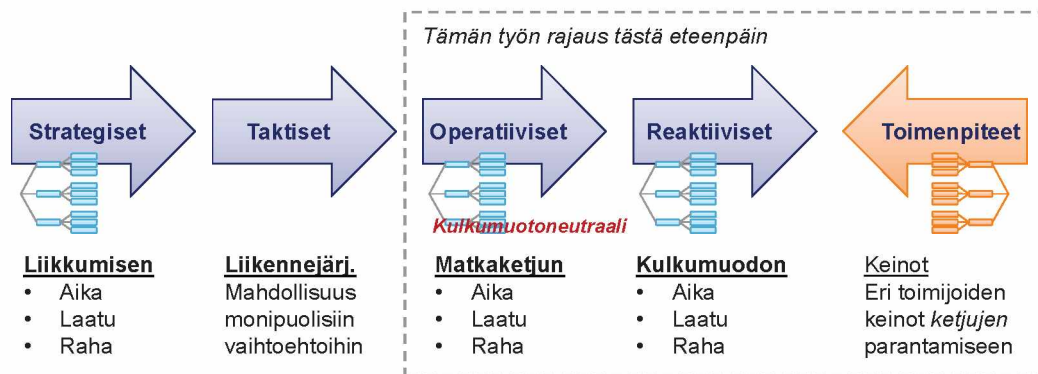 Tämän työn rajaus tästä eteenpäin
Strategiset
Taktiset
Operatiiviset
Reaktiiviset
Toimenpiteet
Kulkumuotoneutraali
Liikkumisen
• Aika
• Laatu
• Raha
Liikennejärj.
Mahdollisuus
monipuolisiin
vaihtoehtoihin
Matkaketjun
• Aika
• Laatu
• Raha
Kulkumuodon
• Aika
• Laatu
• Raha
Keinot
Eri toimijoiden
keinot ketjujen
parantamiseen